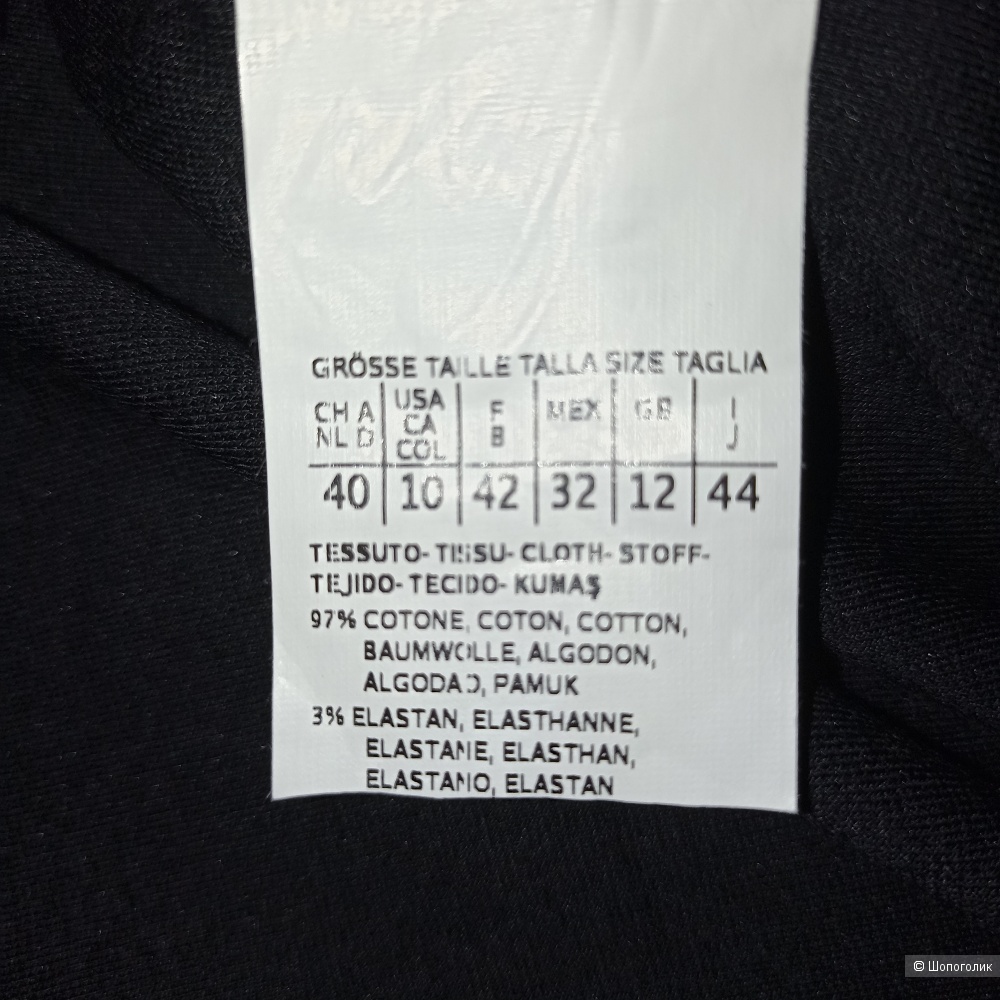 GRÖSSE TAILLE TALLA SIZE TAGLIA
CH A USA F MEX GB I
NL D CA B J
COL
40 10 42 32 12 44
TESSUTO- TISSU- CLOTH- STOFF-
TEJIDO- TECIDO- KUMAŞ
97% COTONE, COTON, COTTON,
BAUMWOLLE, ALGODON,
ALGODAO, PAMUK
3% ELASTAN, ELASTHANNE,
ELASTANE, ELASTHAN,
ELASTANO, ELASTAN
© Шопоголик